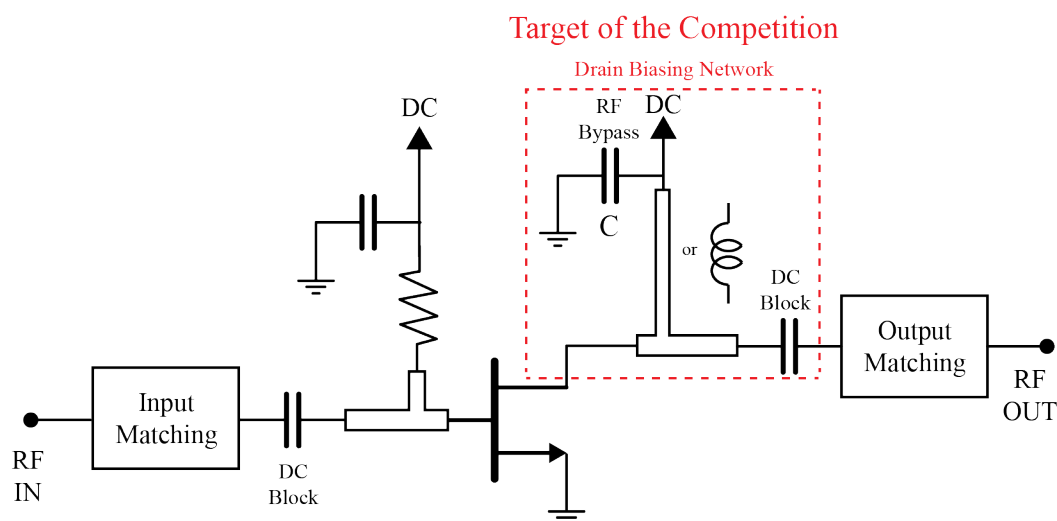 Target of the Competition
Drain Biasing Network
DC
RF
Bypass
DC
C
or
DC
Block
Input
Matching
Output
Matching
RF
IN
DC
Block
RF
OUT